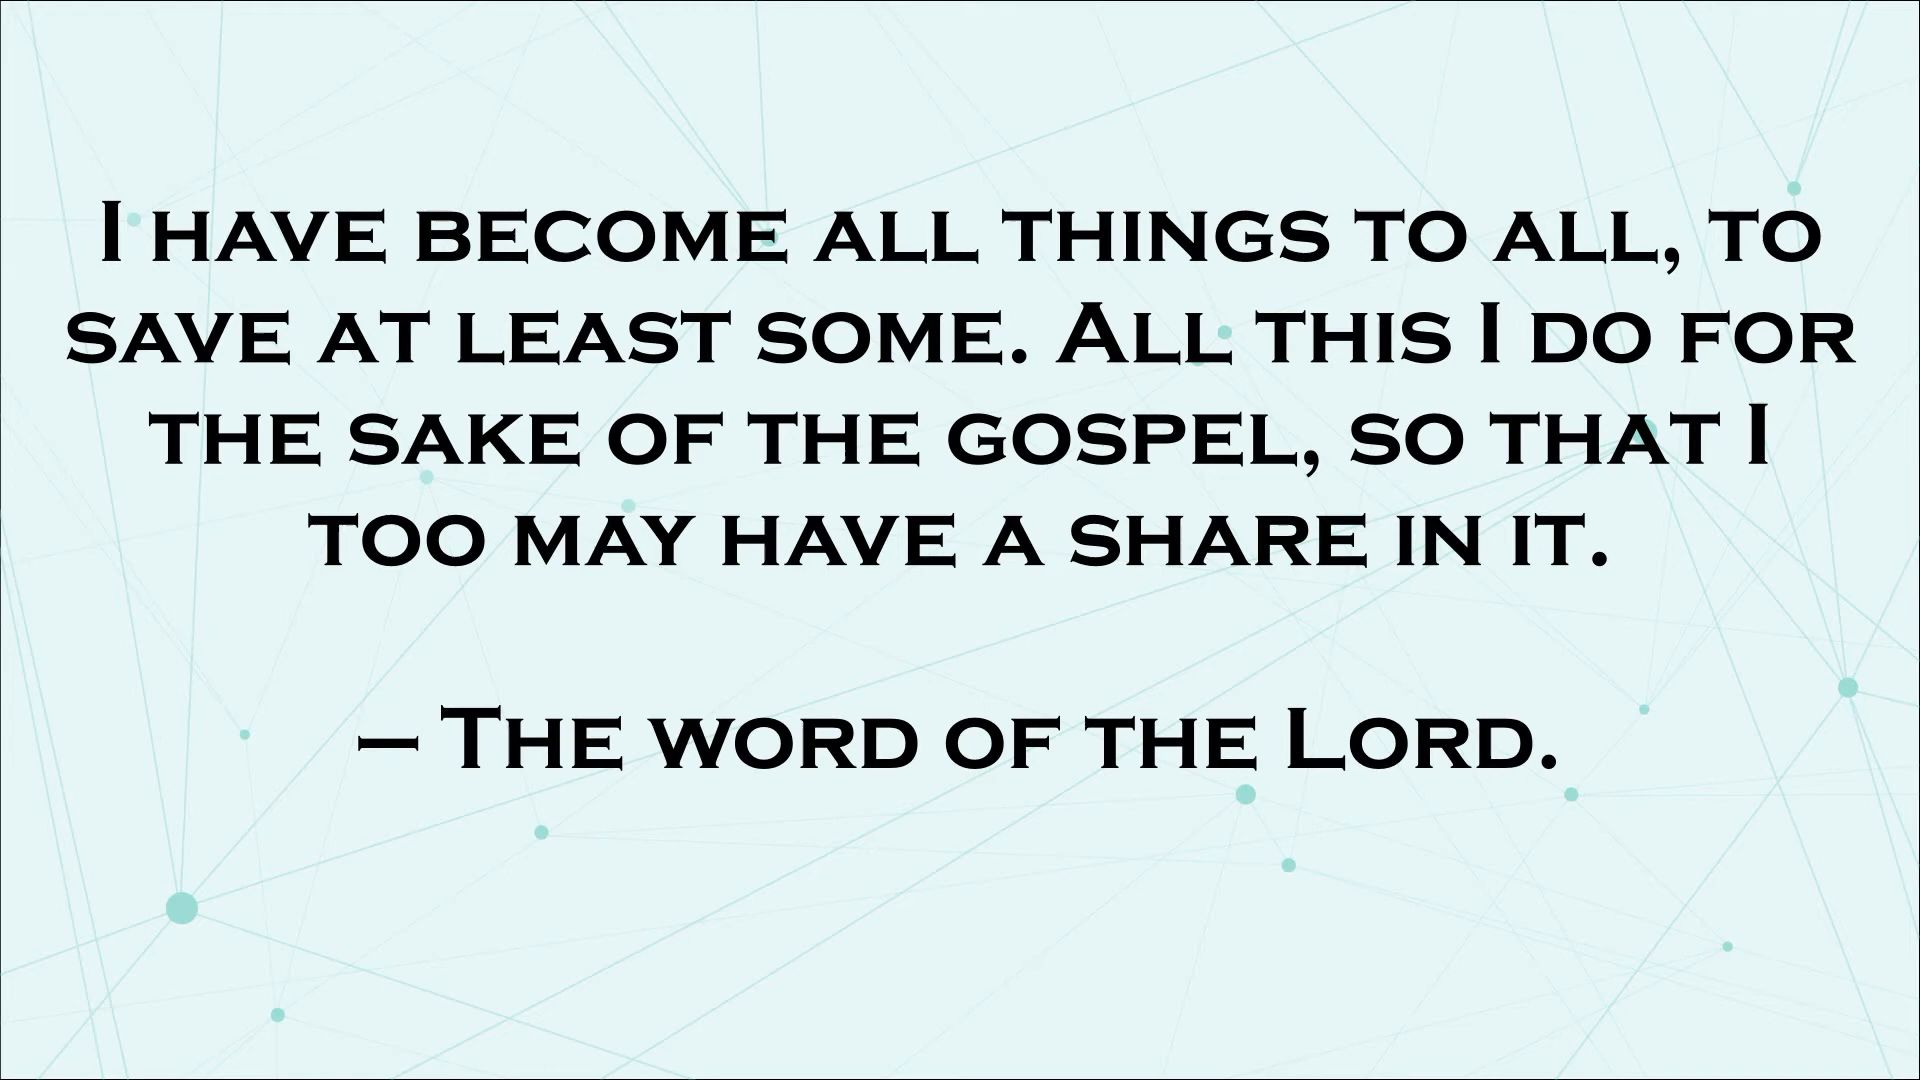 I have become all things to all, to
save at least some. All this I do for
the sake of the gospel, so that I
too may have a share in it.
– The word of the Lord.